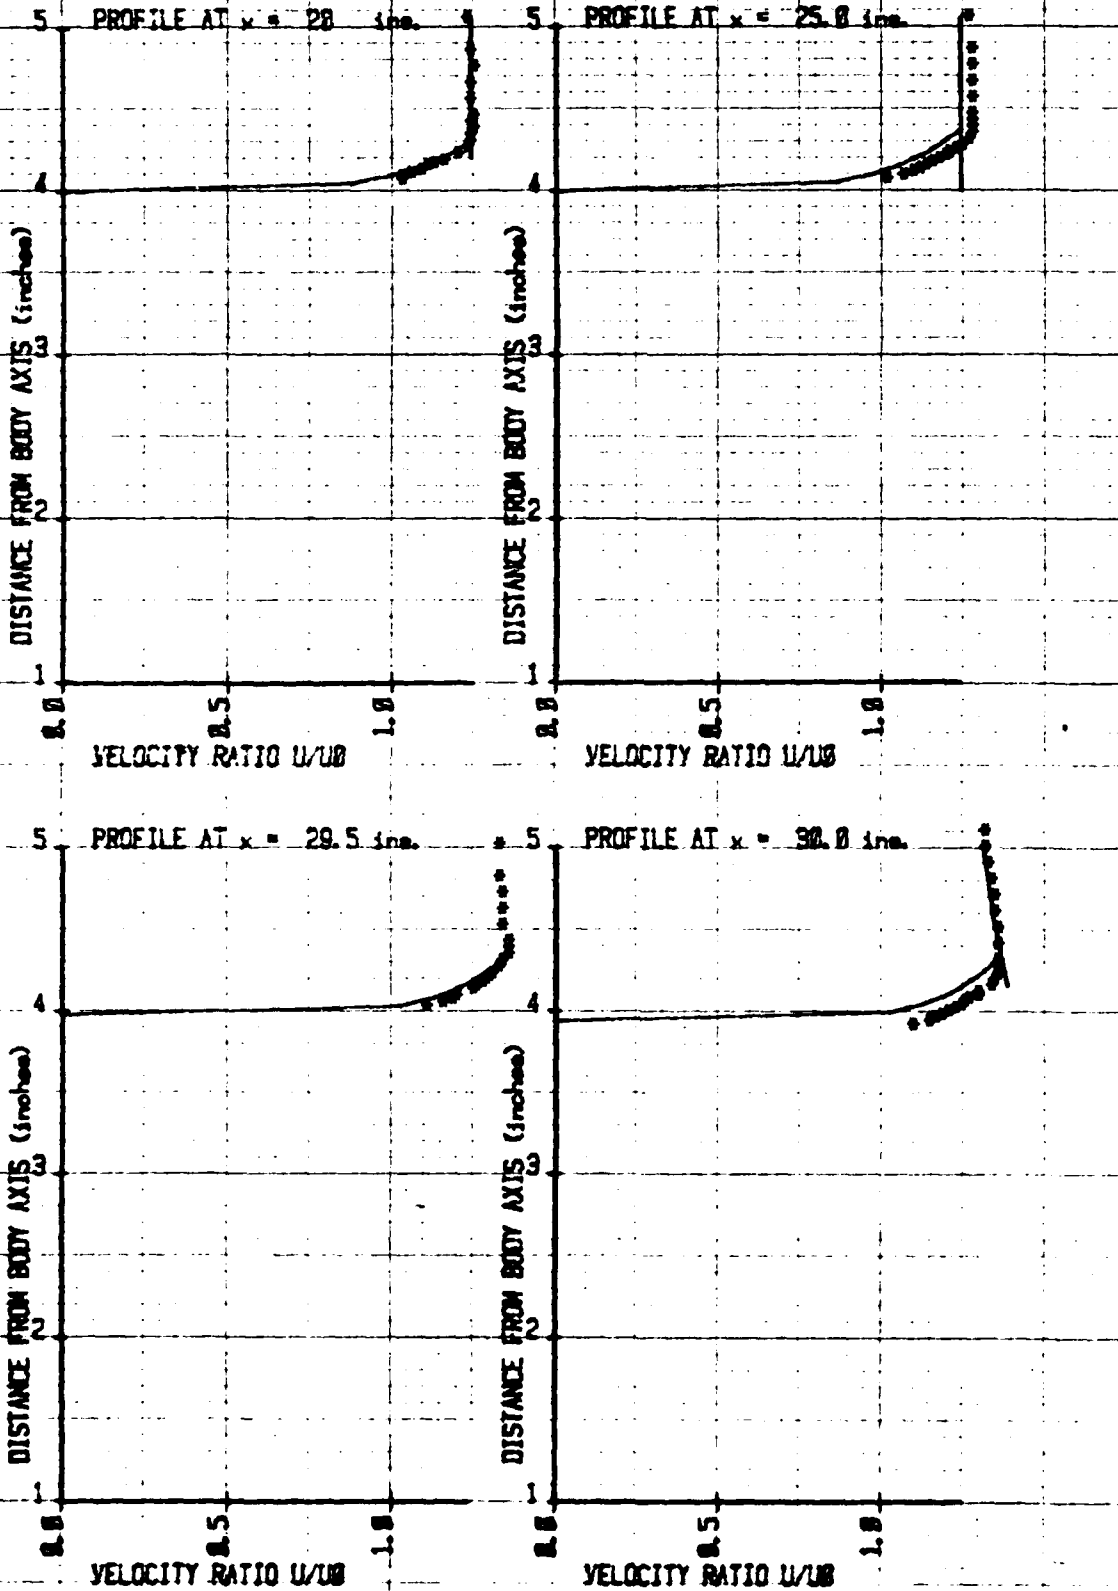 PROFILE AT x = 20 ins.
5
4
3
2
1
DISTANCE FROM BODY AXIS (inches)
0.0
0.5
1.0
VELOCITY RATIO U/U0
PROFILE AT x = 25.0 ins.
5
4
3
2
1
DISTANCE FROM BODY AXIS (inches)
0.0
0.5
1.0
VELOCITY RATIO U/U0
PROFILE AT x = 29.5 ins.
5
4
3
2
1
DISTANCE FROM BODY AXIS (inches)
0.0
0.5
1.0
VELOCITY RATIO U/U0
PROFILE AT x = 30.0 ins.
5
4
3
2
1
DISTANCE FROM BODY AXIS (inches)
0.0
0.5
1.0
VELOCITY RATIO U/U0